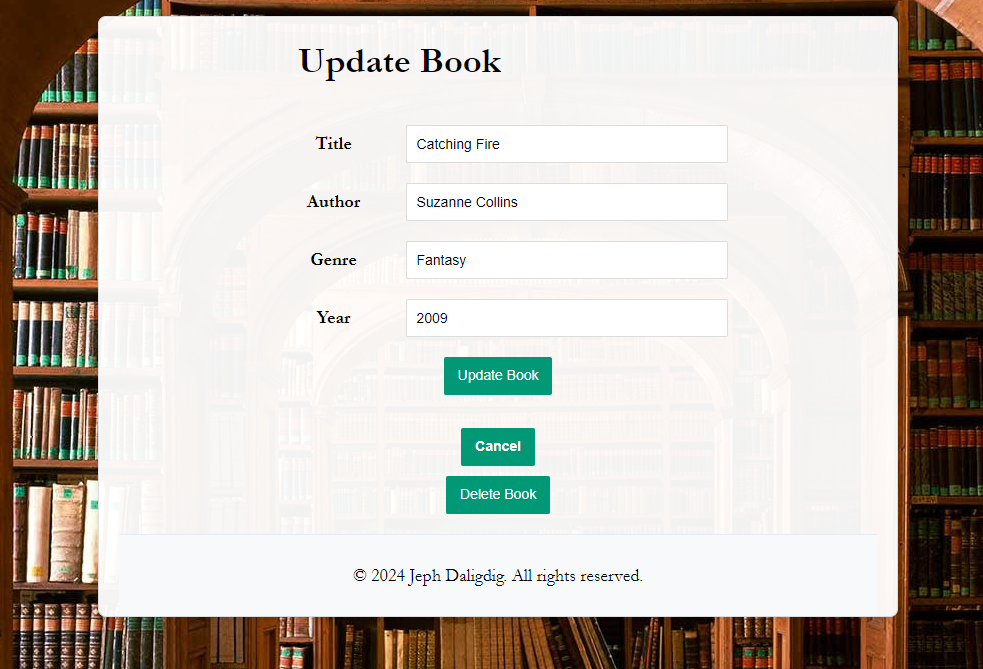 Update Book
Title Catching Fire
Author Suzanne Collins
Genre Fantasy
Year 2009
Update Book
Cancel
Delete Book
© 2024 Jeph Daligdig. All rights reserved.